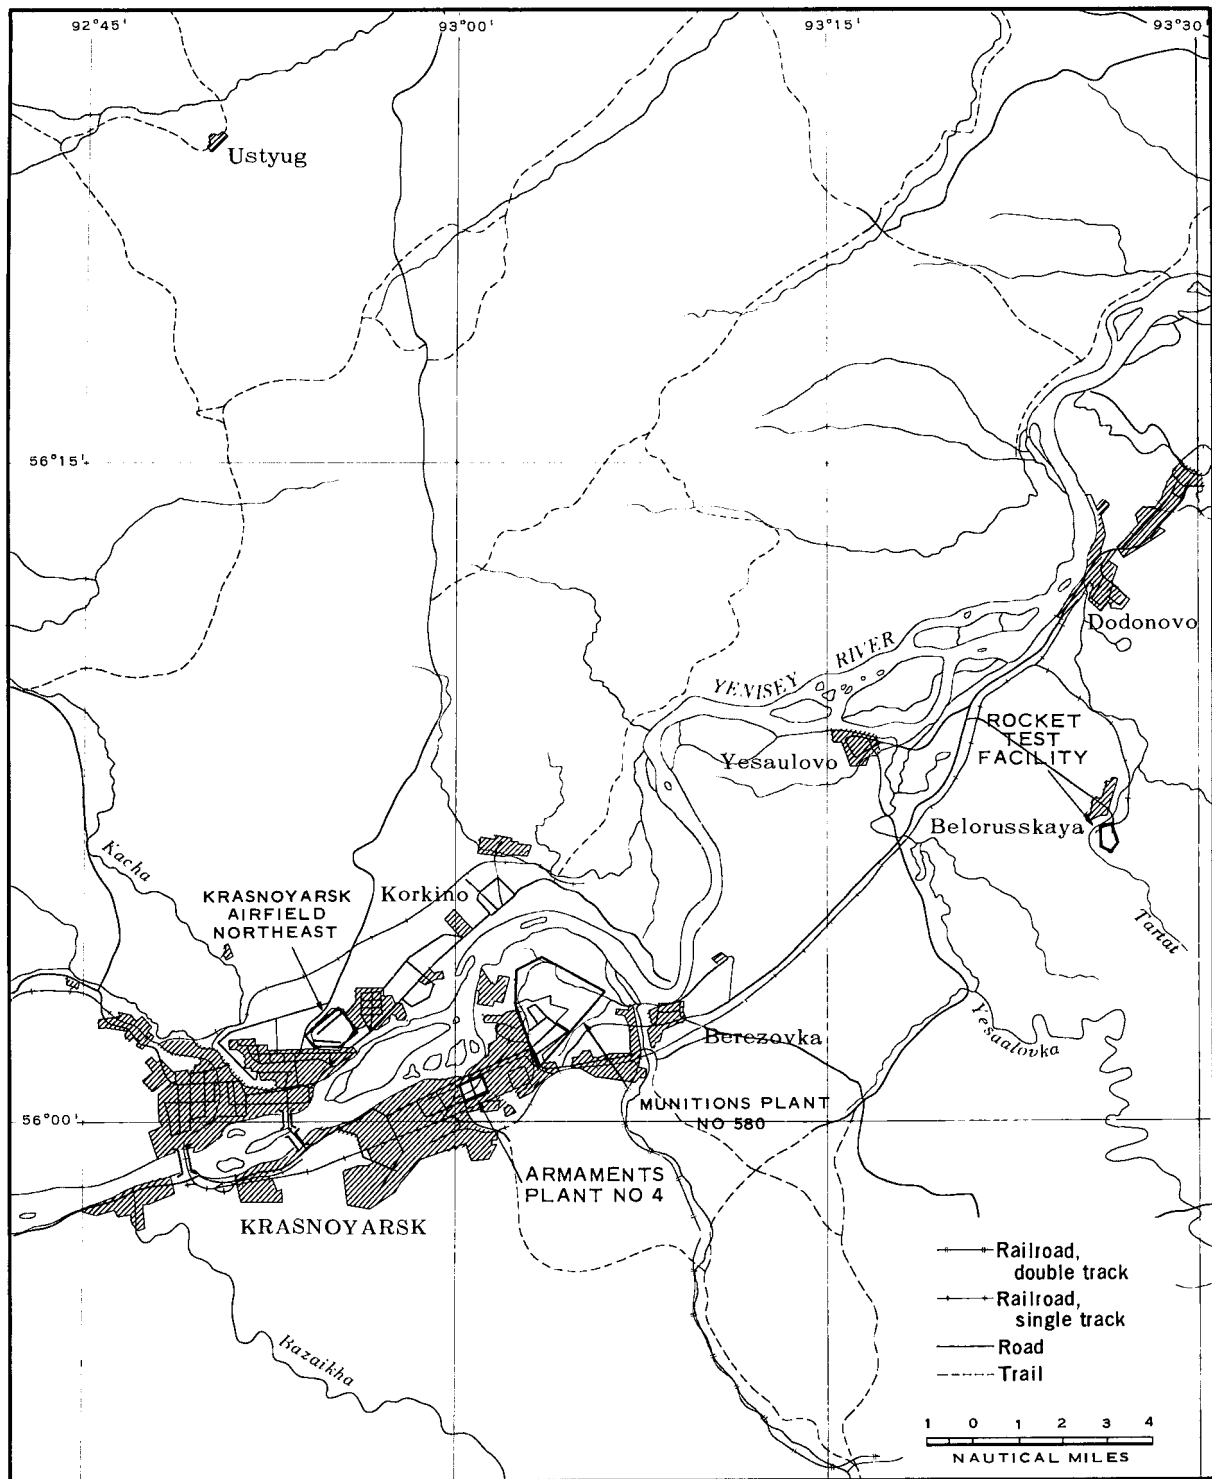 92°45'
93°00'
93°15'
93°30'
Ustyug
56°15'
Dodonovo
YENISEY RIVER
ROCKET
TEST
FACILITY
Yesaulovo
Belorusskaya
Kacha
Korkino
KRASNOYARSK
AIRFIELD
NORTHEAST
Tartat
Yesaulovka
Berezovka
56°00'
MUNITIONS PLANT
NO 580
ARMAMENTS
PLANT NO 4
KRASNOYARSK
Bazaikha
Railroad,
double track
Railroad,
single track
Road
Trail
1 0 1 2 3 4
NAUTICAL MILES